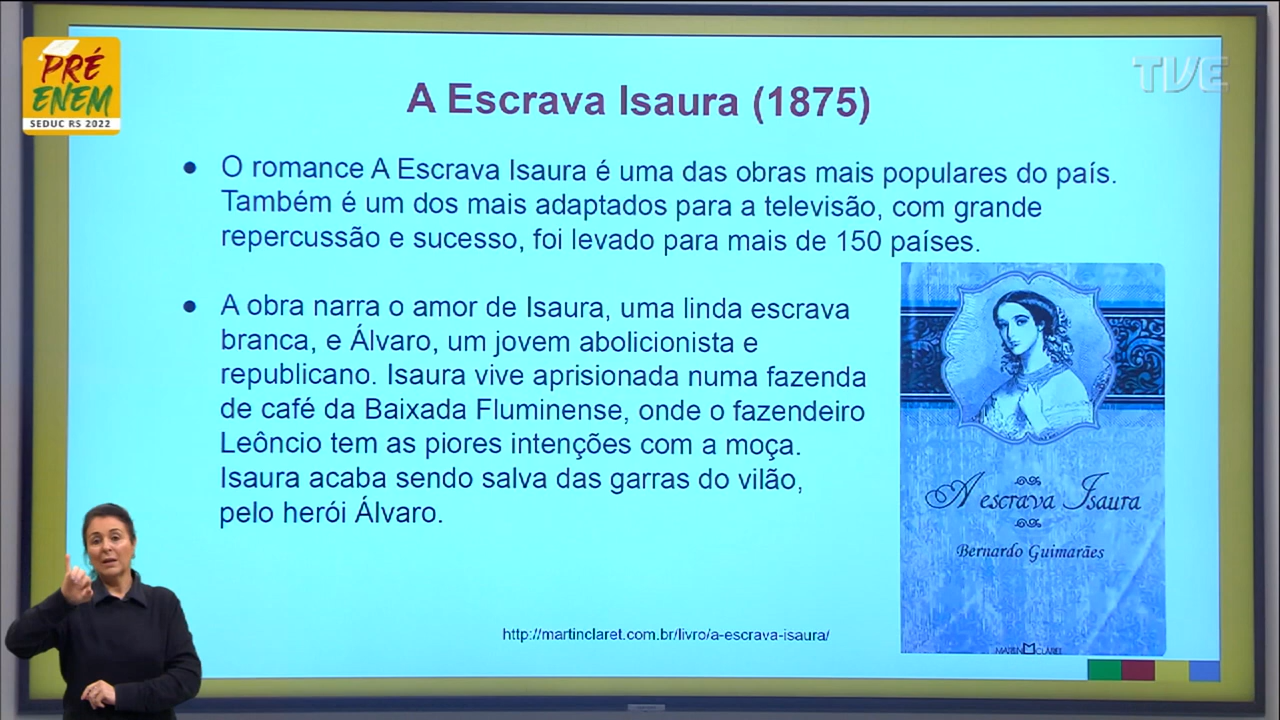 PRÉ
ENEM
SEDUC RS 2022
TVE
A Escrava Isaura (1875)
● O romance A Escrava Isaura é uma das obras mais populares do país.
Também é um dos mais adaptados para a televisão, com grande
repercussão e sucesso, foi levado para mais de 150 países.
● A obra narra o amor de Isaura, uma linda escrava
branca, e Álvaro, um jovem abolicionista e
republicano. Isaura vive aprisionada numa fazenda
de café da Baixada Fluminense, onde o fazendeiro
Leôncio tem as piores intenções com a moça.
Isaura acaba sendo salva das garras do vilão,
pelo herói Álvaro.
A escrava Isaura
Bernardo Guimarães
http://martinclaret.com.br/livro/a-escrava-isaura/
MARTIN CLARET